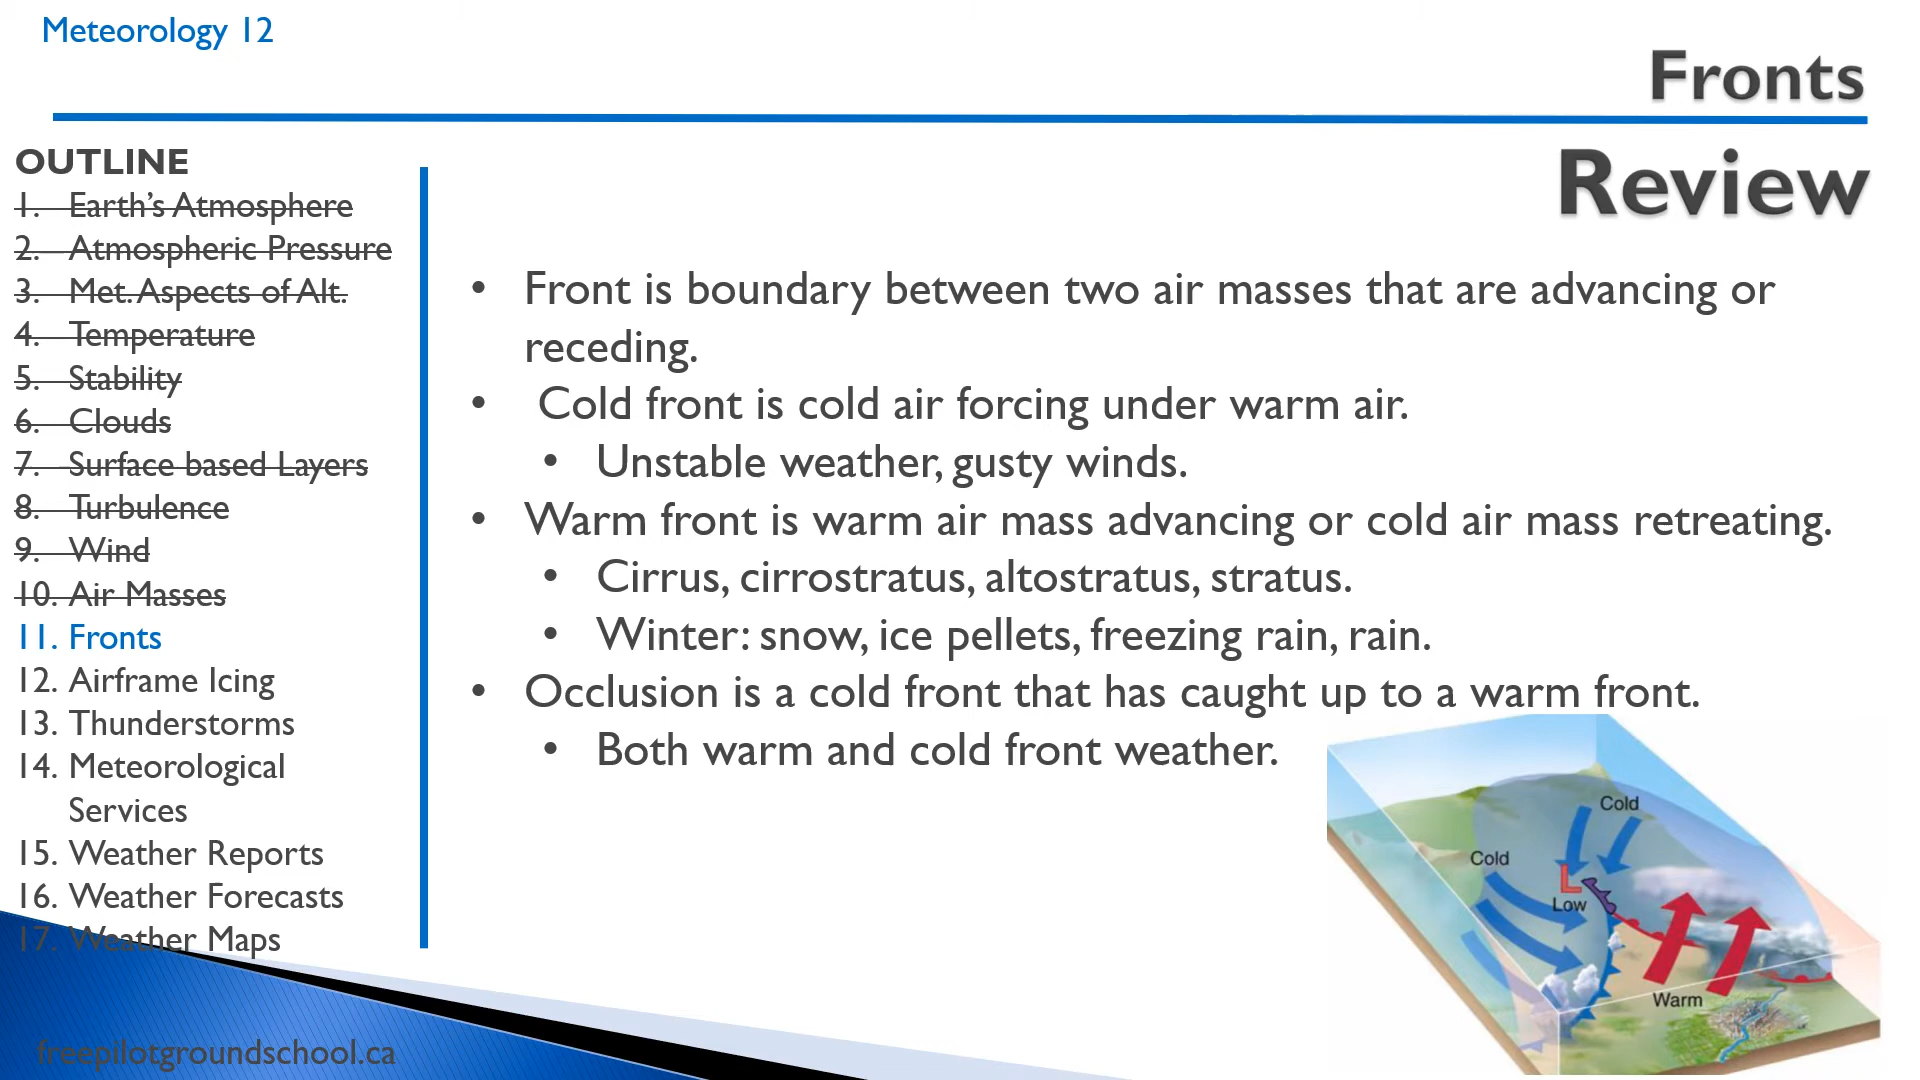 Meteorology 12
Fronts
OUTLINE
1. Earth's Atmosphere
2. Atmospheric Pressure
3. Met. Aspects of Alt.
4. Temperature
5. Stability
6. Clouds
7. Surface based Layers
8. Turbulence
9. Wind
10. Air Masses
11. Fronts
12. Airframe Icing
13. Thunderstorms
14. Meteorological
Services
15. Weather Reports
16. Weather Forecasts
17. Weather Maps
freepilotgroundschool.ca
Review
• Front is boundary between two air masses that are advancing or
receding.
• Cold front is cold air forcing under warm air.
• Unstable weather, gusty winds.
• Warm front is warm air mass advancing or cold air mass retreating.
• Cirrus, cirrostratus, altostratus, stratus.
• Winter: snow, ice pellets, freezing rain, rain.
• Occlusion is a cold front that has caught up to a warm front.
• Both warm and cold front weather.
Cold
Cold
L
Low
Warm